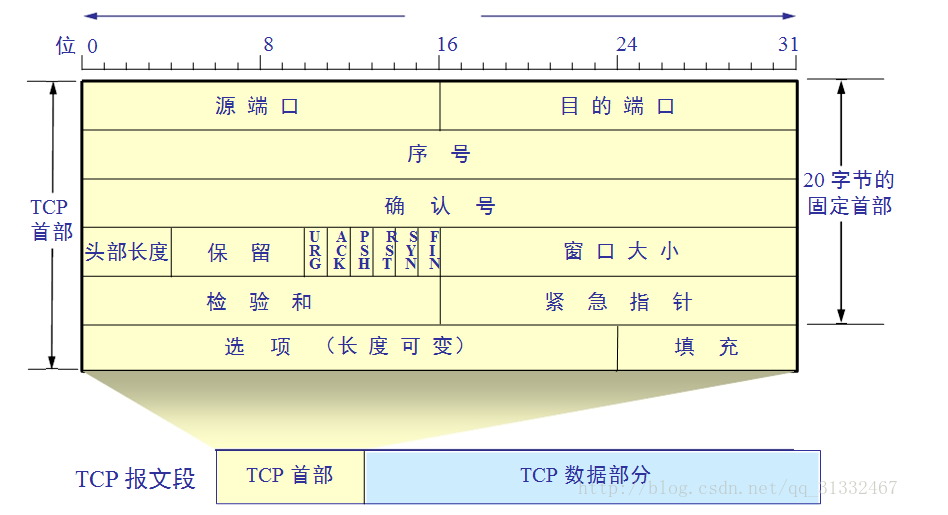 位 0 8 16 24 31
源 端 口 目 的 端 口
序 号
确 认 号
TCP 首部
20 字节的 固定首部
头部长度 保 留 URG ACK PSH RST SYN FIN 窗 口 大 小
检 验 和 紧 急 指 针
选 项 （长 度 可 变） 填 充
TCP 报文段 TCP 首部 TCP 数据部分
http://blog.csdn.net/qq_31332467